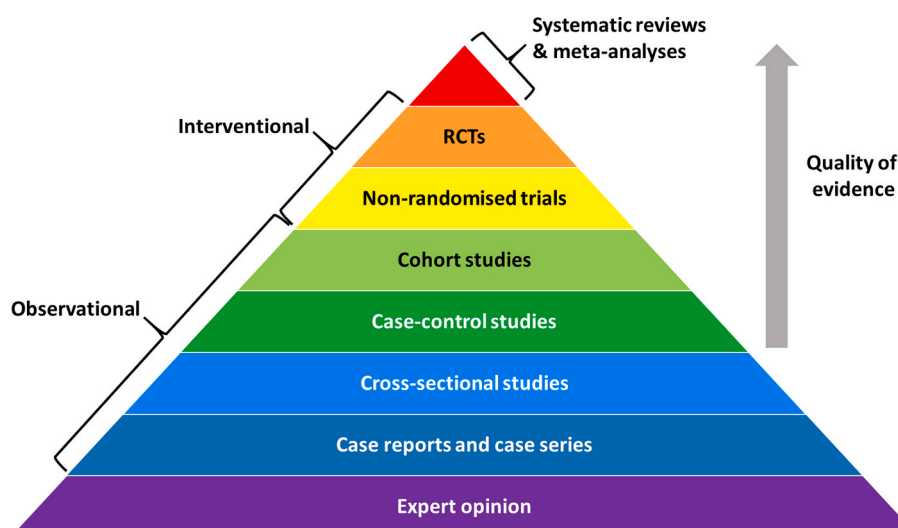 Systematic reviews
& meta-analyses
Interventional
RCTs
Quality of
evidence
Non-randomised trials
Cohort studies
Observational
Case-control studies
Cross-sectional studies
Case reports and case series
Expert opinion